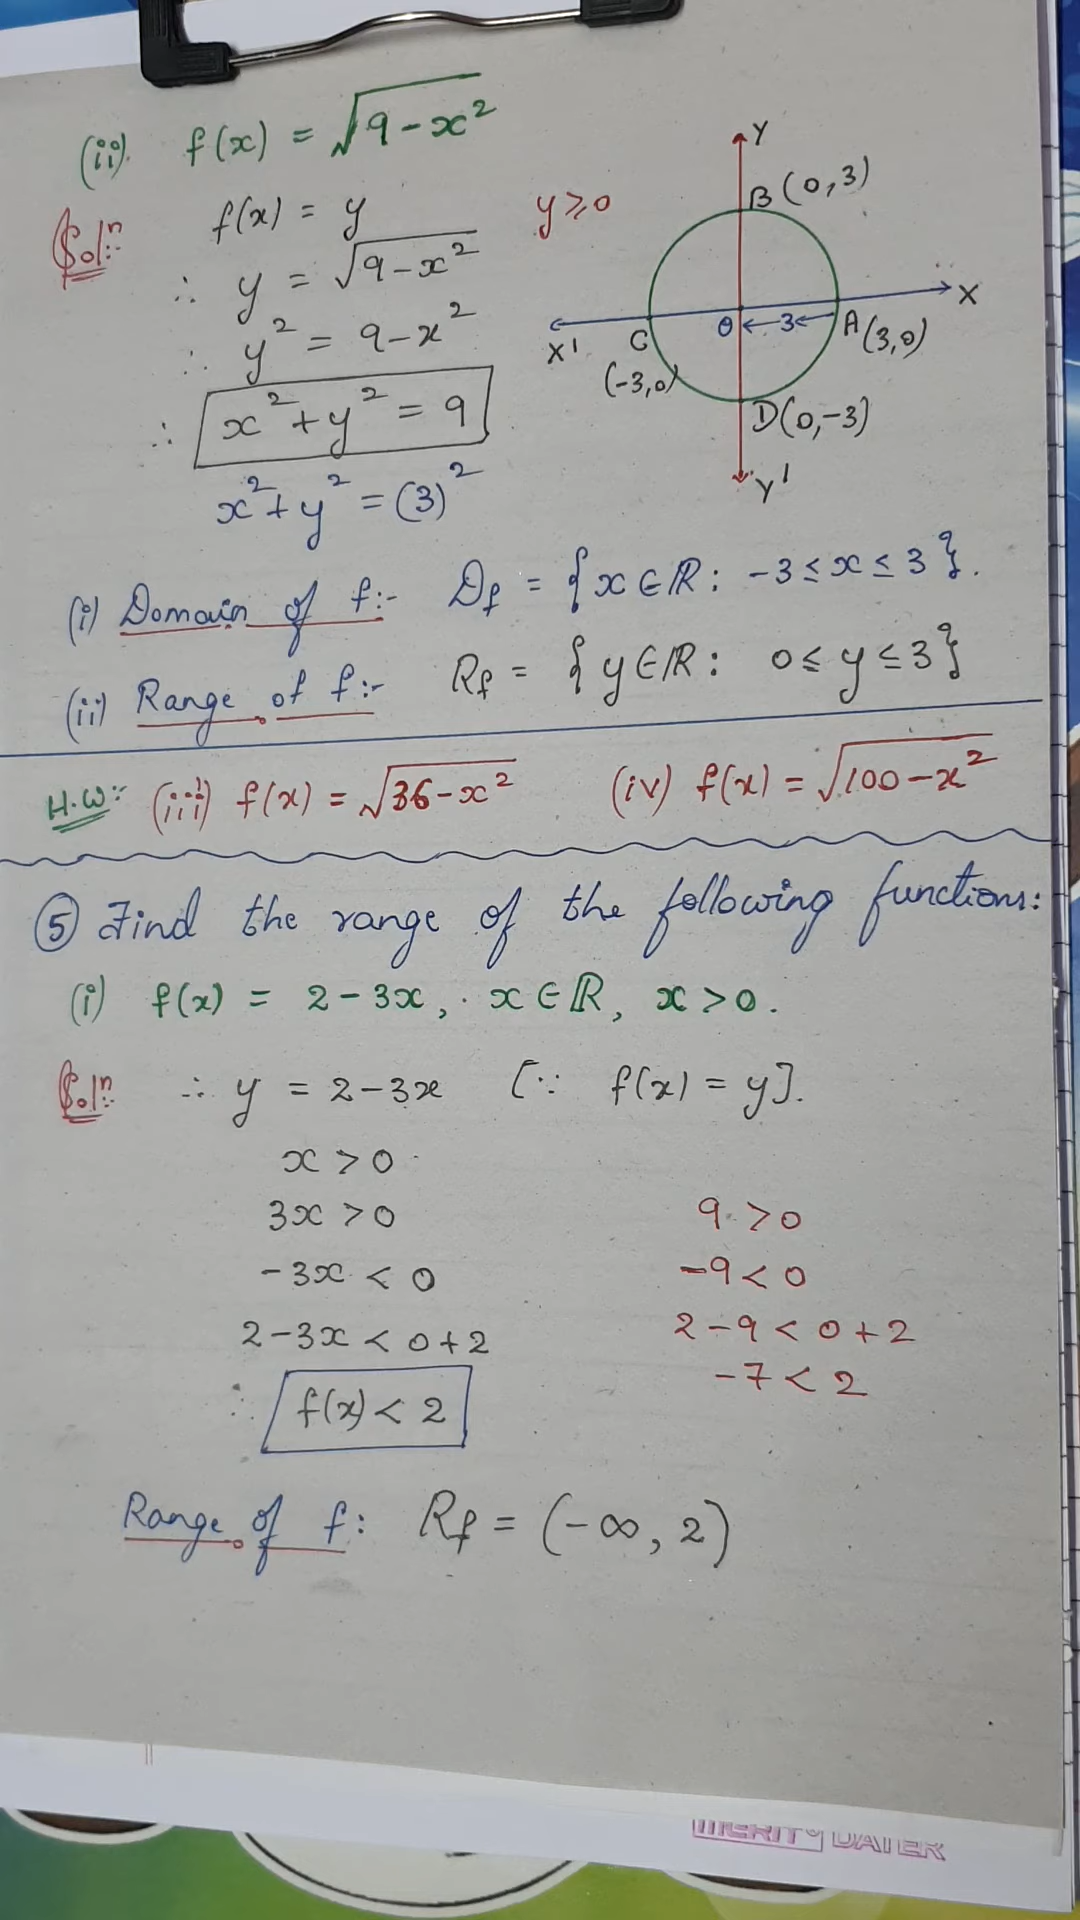 (ii). f(x) = √9-x²
Solⁿ:- f(x) = y y ≥ 0
∴ y = √9-x²
∴ y² = 9-x²
∴ x² + y² = 9
x² + y² = (3)²
Y
B (0,3)
X
X' C O 3 A (3,0)
(-3,0)
D(0,-3)
Y'
(i) Domain of f:- Df = {x∈ℝ: -3 ≤ x ≤ 3}.
(ii) Range of f:- Rf = {y∈ℝ: 0 ≤ y ≤ 3}
H.W:- (iii) f(x) = √36-x² (iv) f(x) = √100-x²
⑤ Find the range of the following functions:
(i) f(x) = 2-3x, x∈ℝ, x > 0.
Solⁿ:- ∴ y = 2-3x [∵ f(x) = y].
x > 0
3x > 0 9 > 0
-3x < 0 -9 < 0
2-3x < 0+2 2-9 < 0+2
∴ f(x) < 2 -7 < 2
Range of f: Rf = (-∞, 2)